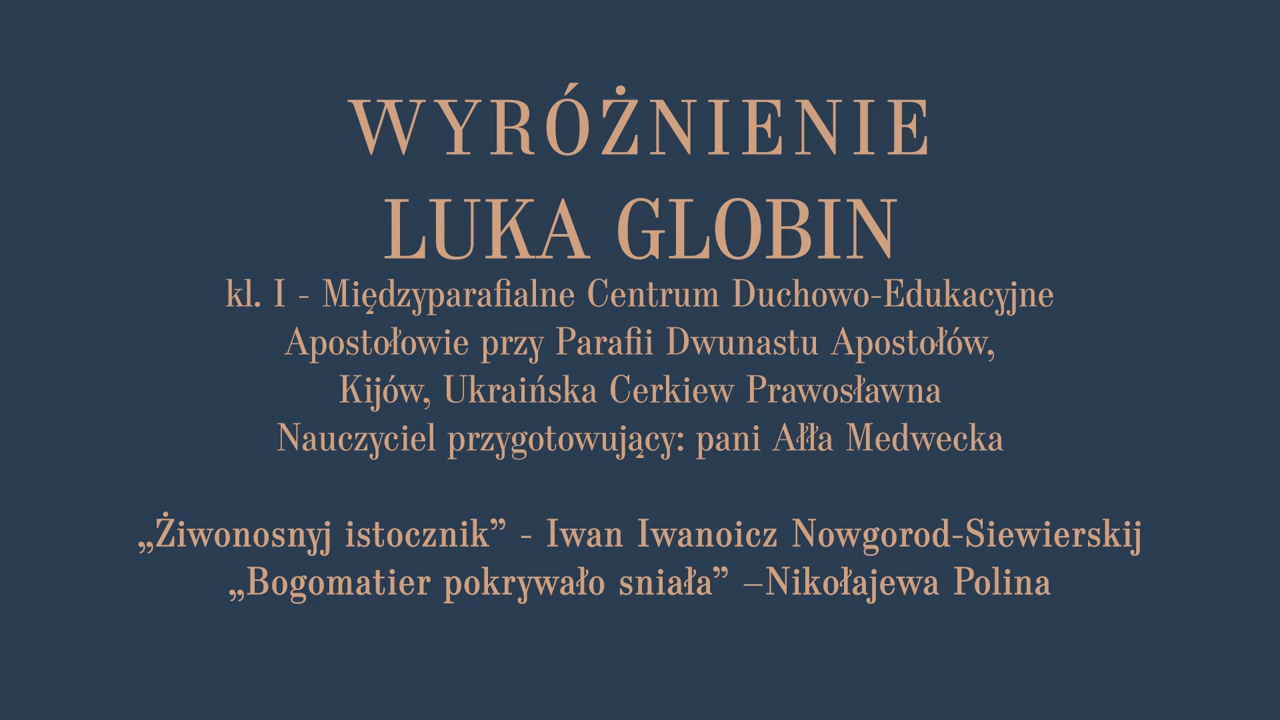 WYRÓŻNIENIE
LUKA GLOBIN
kl. I - Międzyparafialne Centrum Duchowo-Edukacyjne
Apostołowie przy Parafii Dwunastu Apostołów,
Kijów, Ukraińska Cerkiew Prawosławna
Nauczyciel przygotowujący: pani Ałła Medwecka
„Żiwonosnyj istocznik” - Iwan Iwanoicz Nowgorod-Siewierskij
„Bogomatier pokrywało sniała” –Nikołajewa Polina